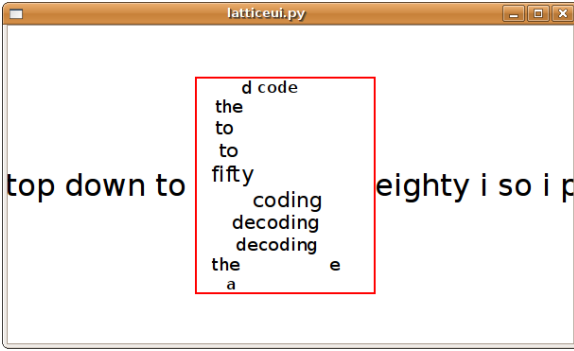 latticeui.py
d code
the
to
to
fifty
top down to eighty i so i p
coding
decoding
decoding
the e
a